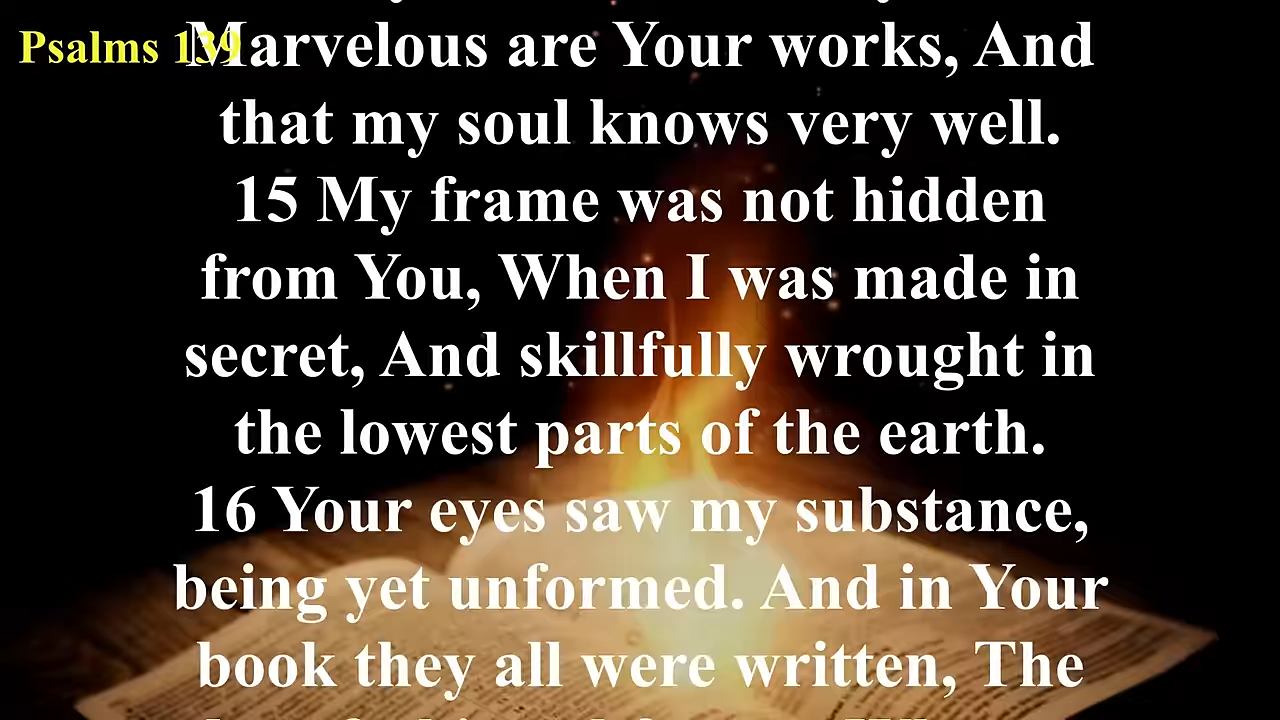 Psalms 139
Marvelous are Your works, And
that my soul knows very well.
15 My frame was not hidden
from You, When I was made in
secret, And skillfully wrought in
the lowest parts of the earth.
16 Your eyes saw my substance,
being yet unformed. And in Your
book they all were written, The